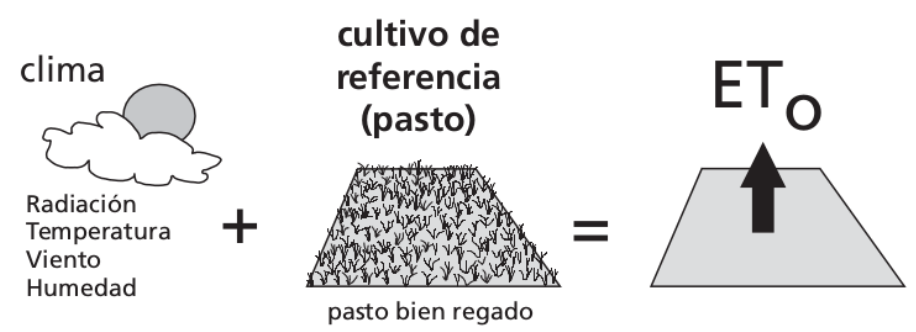 clima
Radiación
Temperatura
Viento
Humedad
+
cultivo de
referencia
(pasto)
pasto bien regado
=
ETo